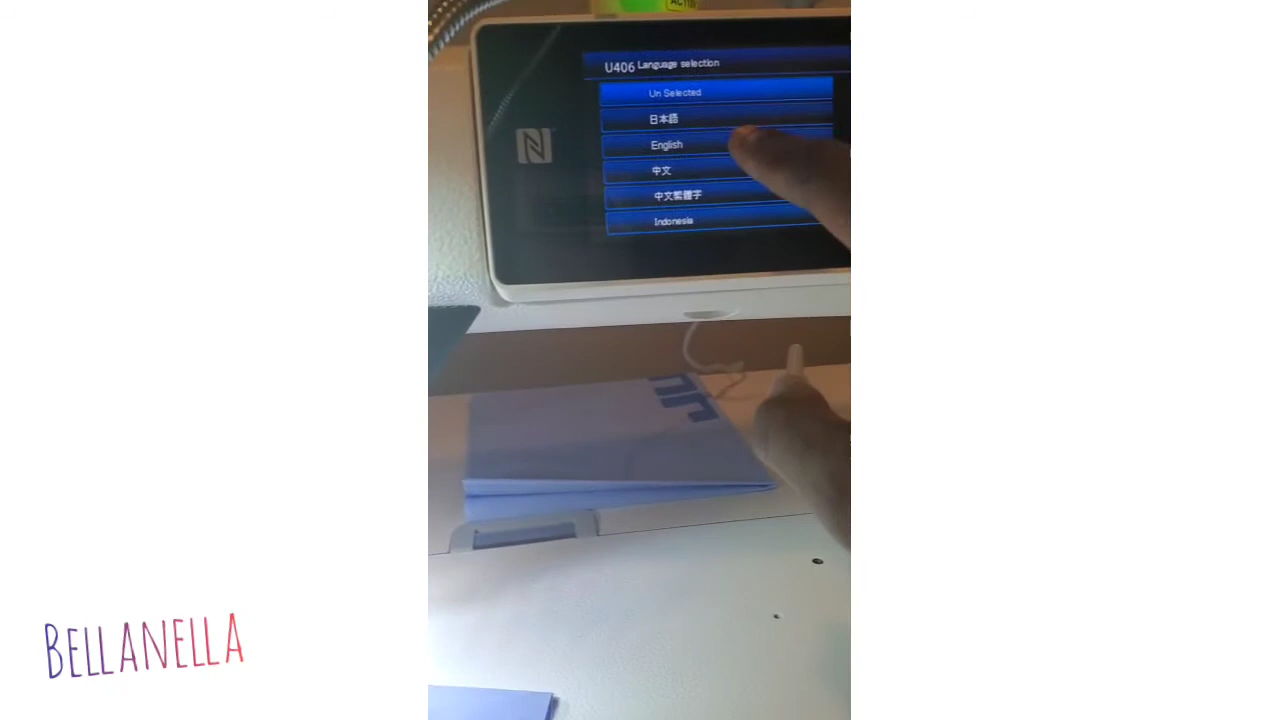 U406 Language selection
Un Selected
日本語
English
中文
中文繁體字
Indonesia
BELLANELLA